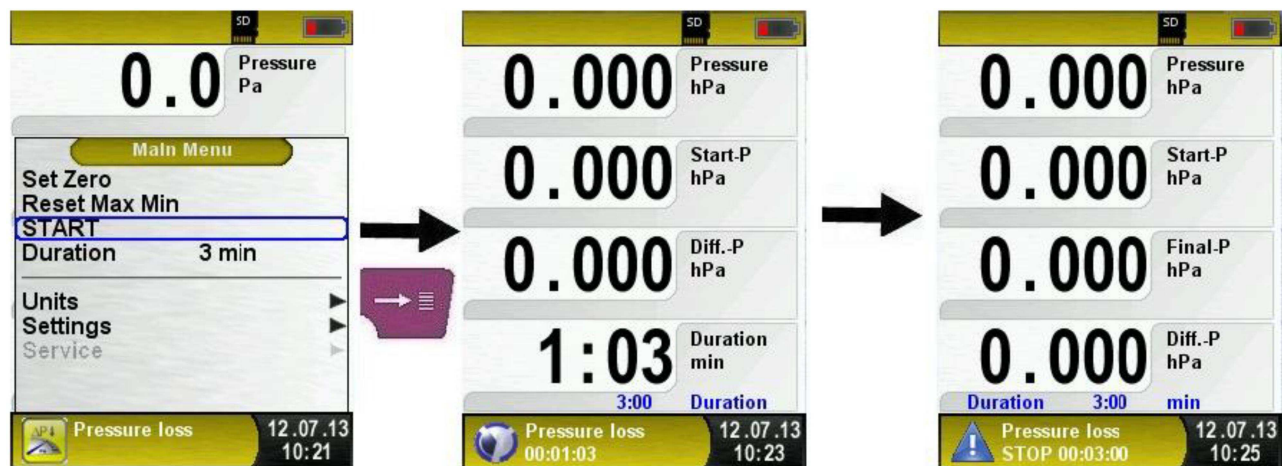 SD
0.0 Pressure
Pa
Main Menu
Set Zero
Reset Max Min
START
Duration 3 min
Units
Settings
Service
Pressure loss 12.07.13
10:21
SD
0.000 Pressure
hPa
0.000 Start-P
hPa
0.000 Diff.-P
hPa
1:03 Duration
min
3:00 Duration
Pressure loss 12.07.13
00:01:03 10:23
SD
0.000 Pressure
hPa
0.000 Start-P
hPa
0.000 Final-P
hPa
0.000 Diff.-P
hPa
Duration 3:00 min
Pressure loss 12.07.13
STOP 00:03:00 10:25